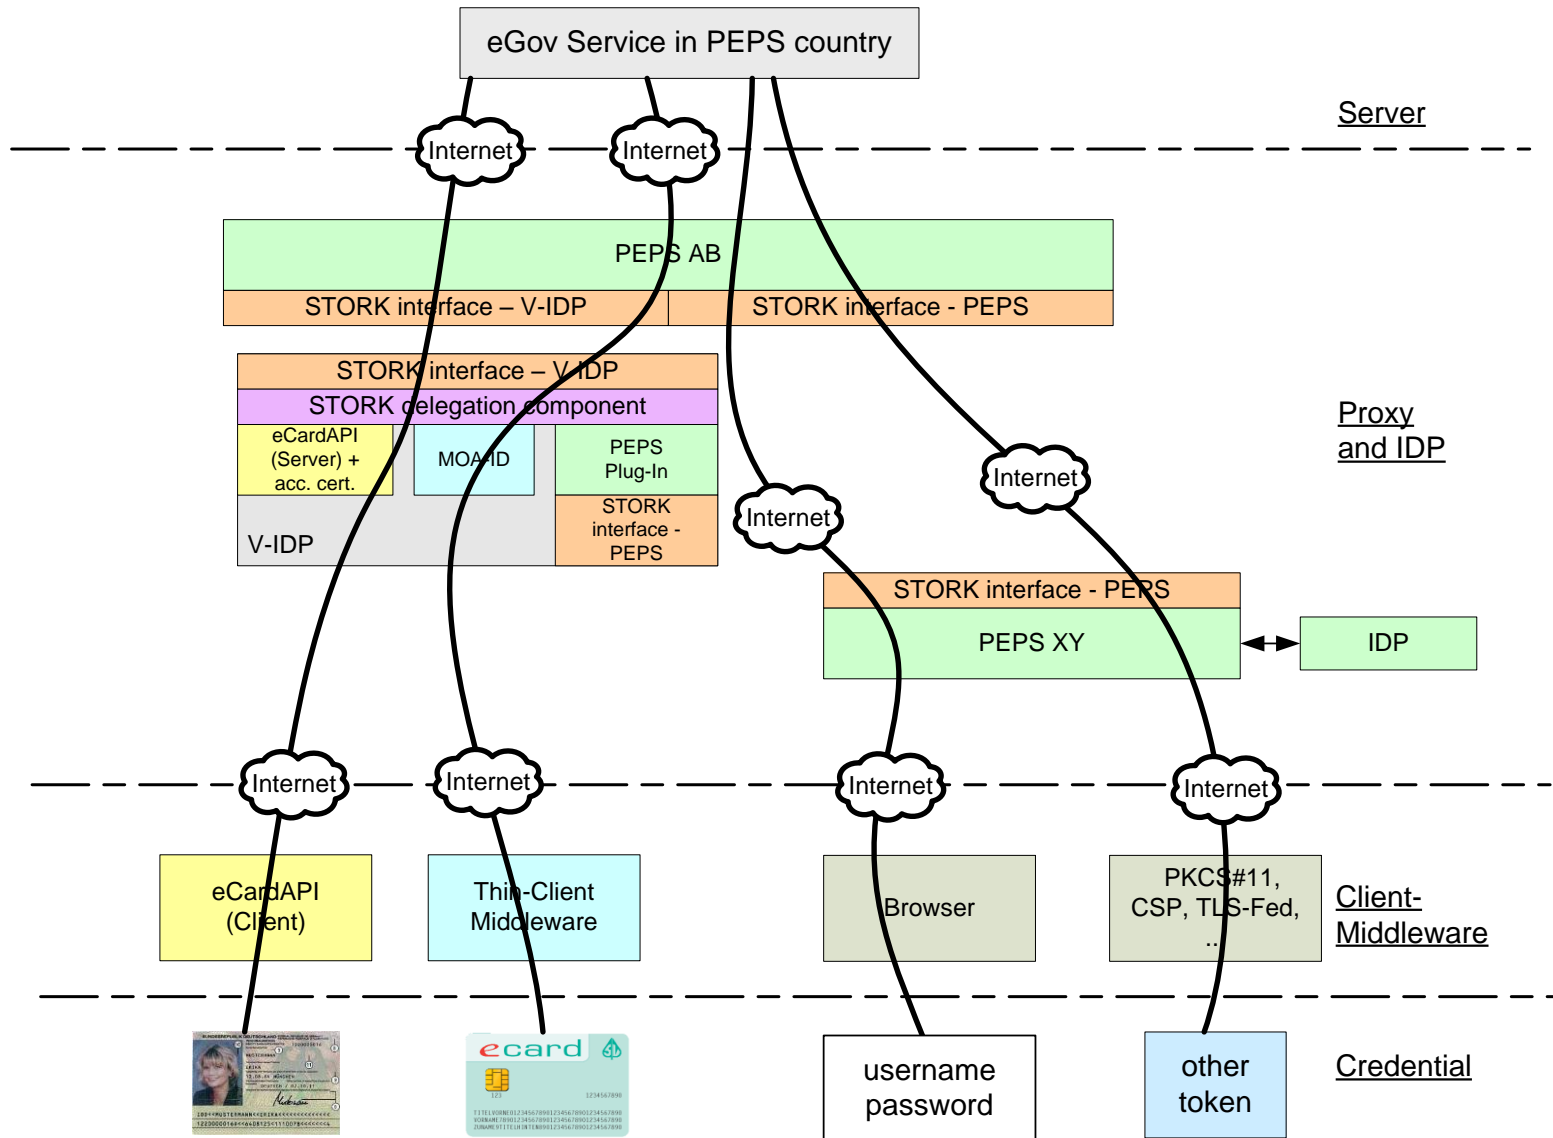 eGov Service in PEPS country
Server
Internet
Internet
PEPS AB
STORK interface – V-IDP
STORK interface - PEPS
STORK interface – V-IDP
STORK delegation component
eCardAPI
(Server) +
acc. cert.
MOA-ID
PEPS
Plug-In
STORK
interface -
PEPS
V-IDP
Proxy
and IDP
Internet
Internet
STORK interface - PEPS
PEPS XY
IDP
Internet
Internet
Internet
Internet
eCardAPI
(Client)
Thin-Client
Middleware
Browser
PKCS#11,
CSP, TLS-Fed,
...
Client-
Middleware
ecard
123
1234567890
username
password
other
token
Credential